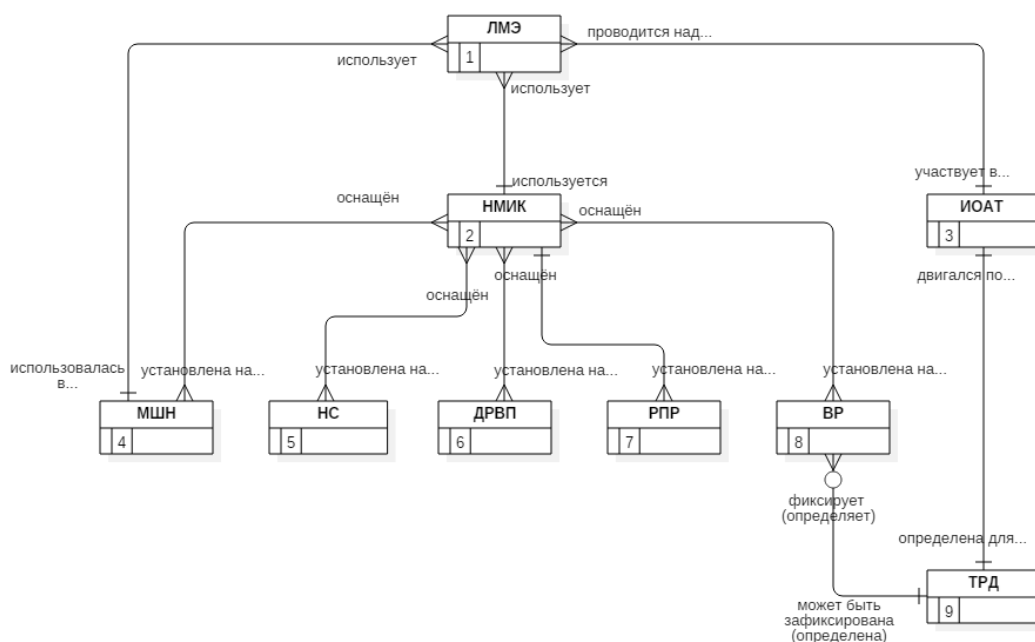 ЛМЭ
1
проводится над...
использует
использует
используется
участвует в...
оснащён
НМИК
2
оснащён
ИОАТ
3
оснащён
оснащён
двигался по...
использовалась
в...
установлена на...
установлена на...
установлена на...
установлена на...
установлена на...
МШН
4
НС
5
ДРВП
6
РПР
7
ВР
8
фиксирует
(определяет)
определена для...
ТРД
9
может быть
зафиксирована
(определена)